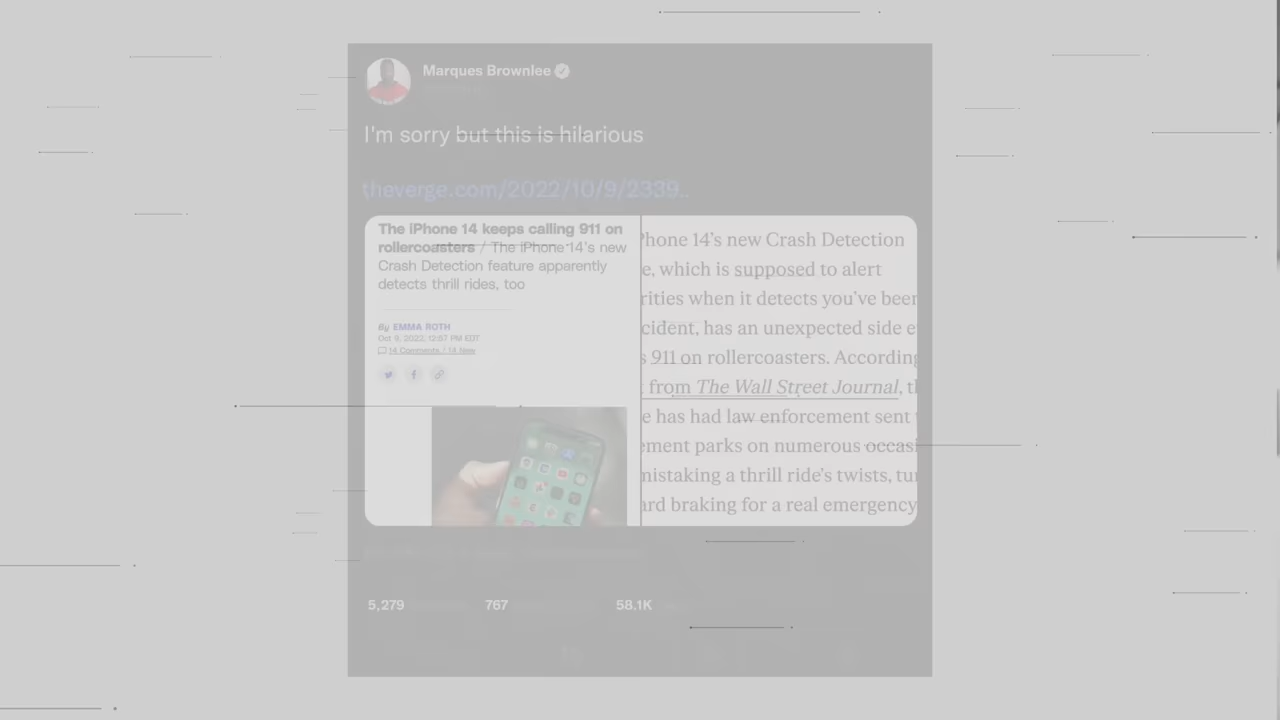 Marques Brownlee
I'm sorry but this is hilarious
theverge.com/2022/10/9/2339..
The iPhone 14 keeps calling 911 on
rollercoasters / The iPhone 14's new
Crash Detection feature apparently
detects thrill rides, too
By EMMA ROTH
Oct 9, 2022, 12:57 PM EDT
14 Comments / 14 New
Phone 14's new Crash Detection
e, which is supposed to alert
rities when it detects you've been
cident, has an unexpected side e
s 911 on rollercoasters. According
from The Wall Street Journal, t
e has had law enforcement sent
ement parks on numerous occasi
mistaking a thrill ride's twists, tu
ard braking for a real emergency
5,279 767 58.1K